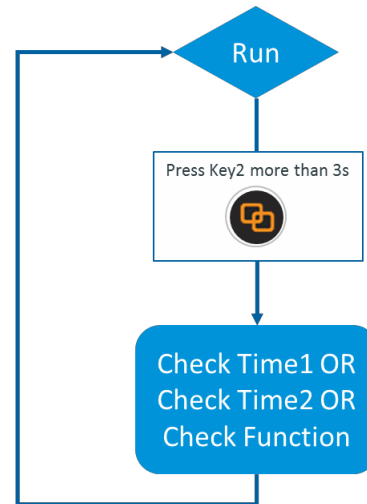 Run
Press Key2 more than 3s
Check Time1 OR
Check Time2 OR
Check Function